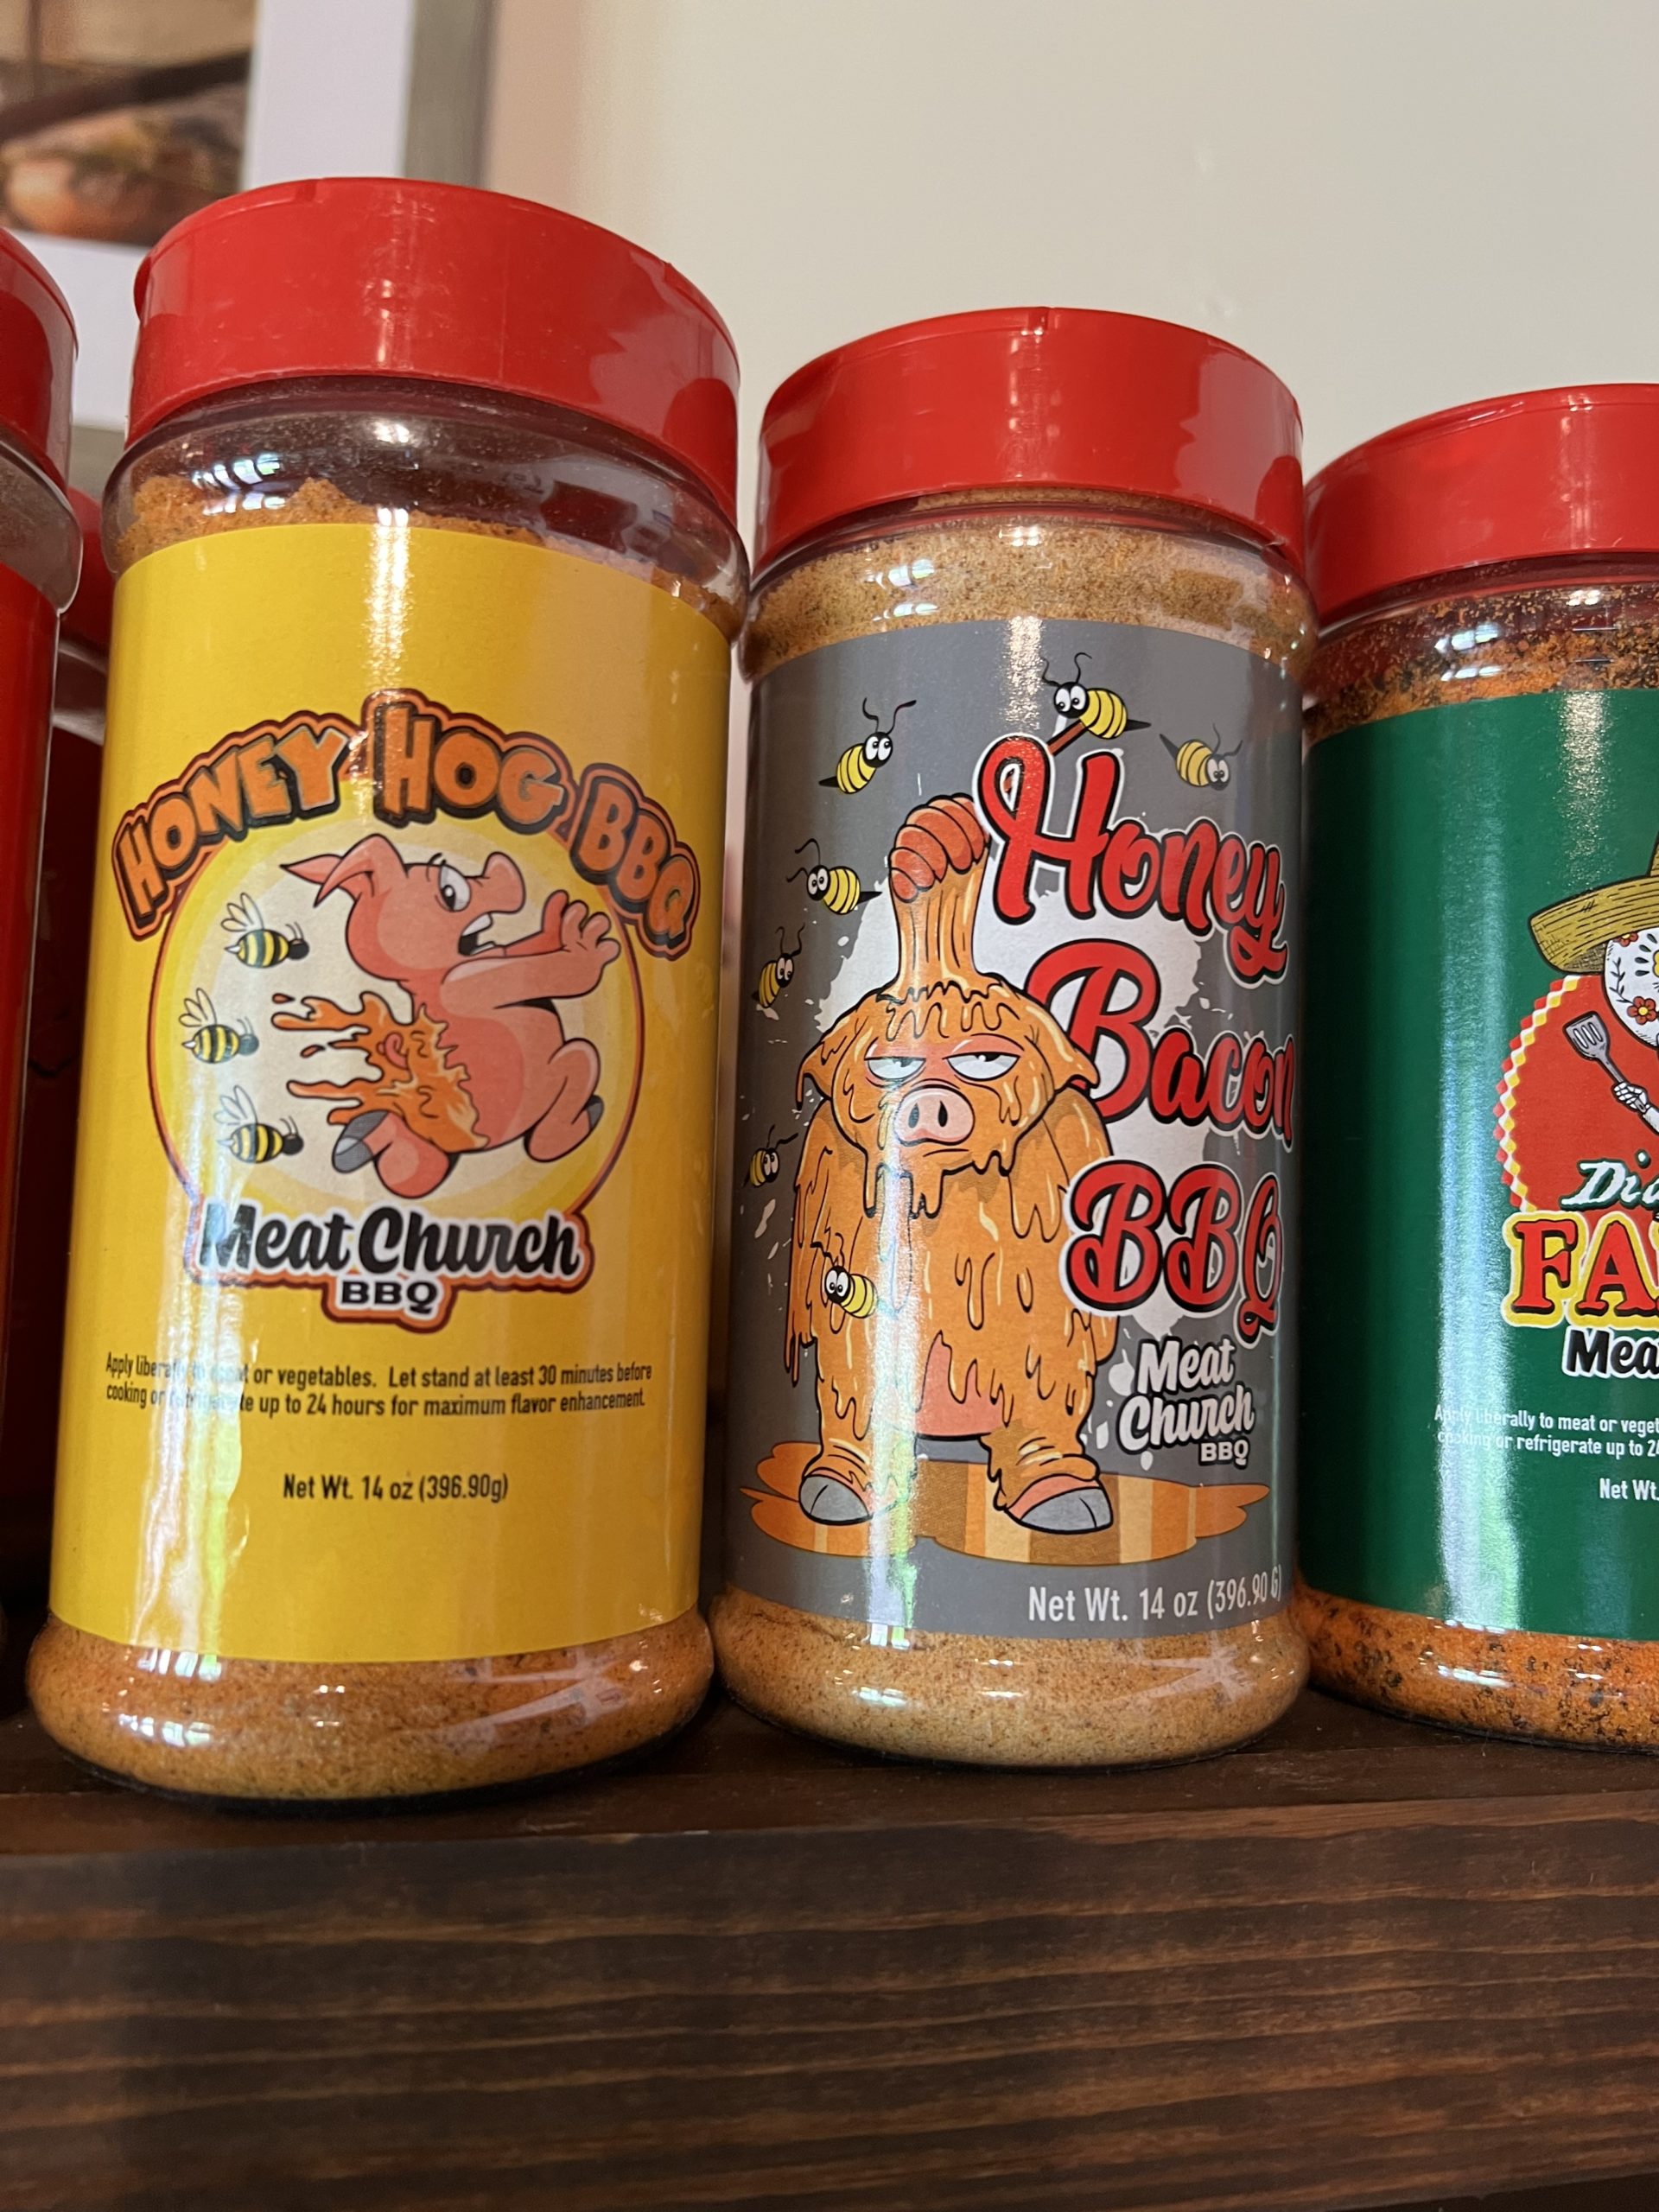 HONEY HOG BBQ
Meat Church
BBQ
Apply liberally to meat or vegetables. Let stand at least 30 minutes before
cooking or refrigerate up to 24 hours for maximum flavor enhancement.
Net Wt. 14 oz (396.90g)
Honey
Bacon
BBQ
Meat
Church
BBQ
Net Wt. 14 oz (396.90 G)
FA
Mea
Apply liberally to meat or veget
cooking or refrigerate up to 24
Net Wt.